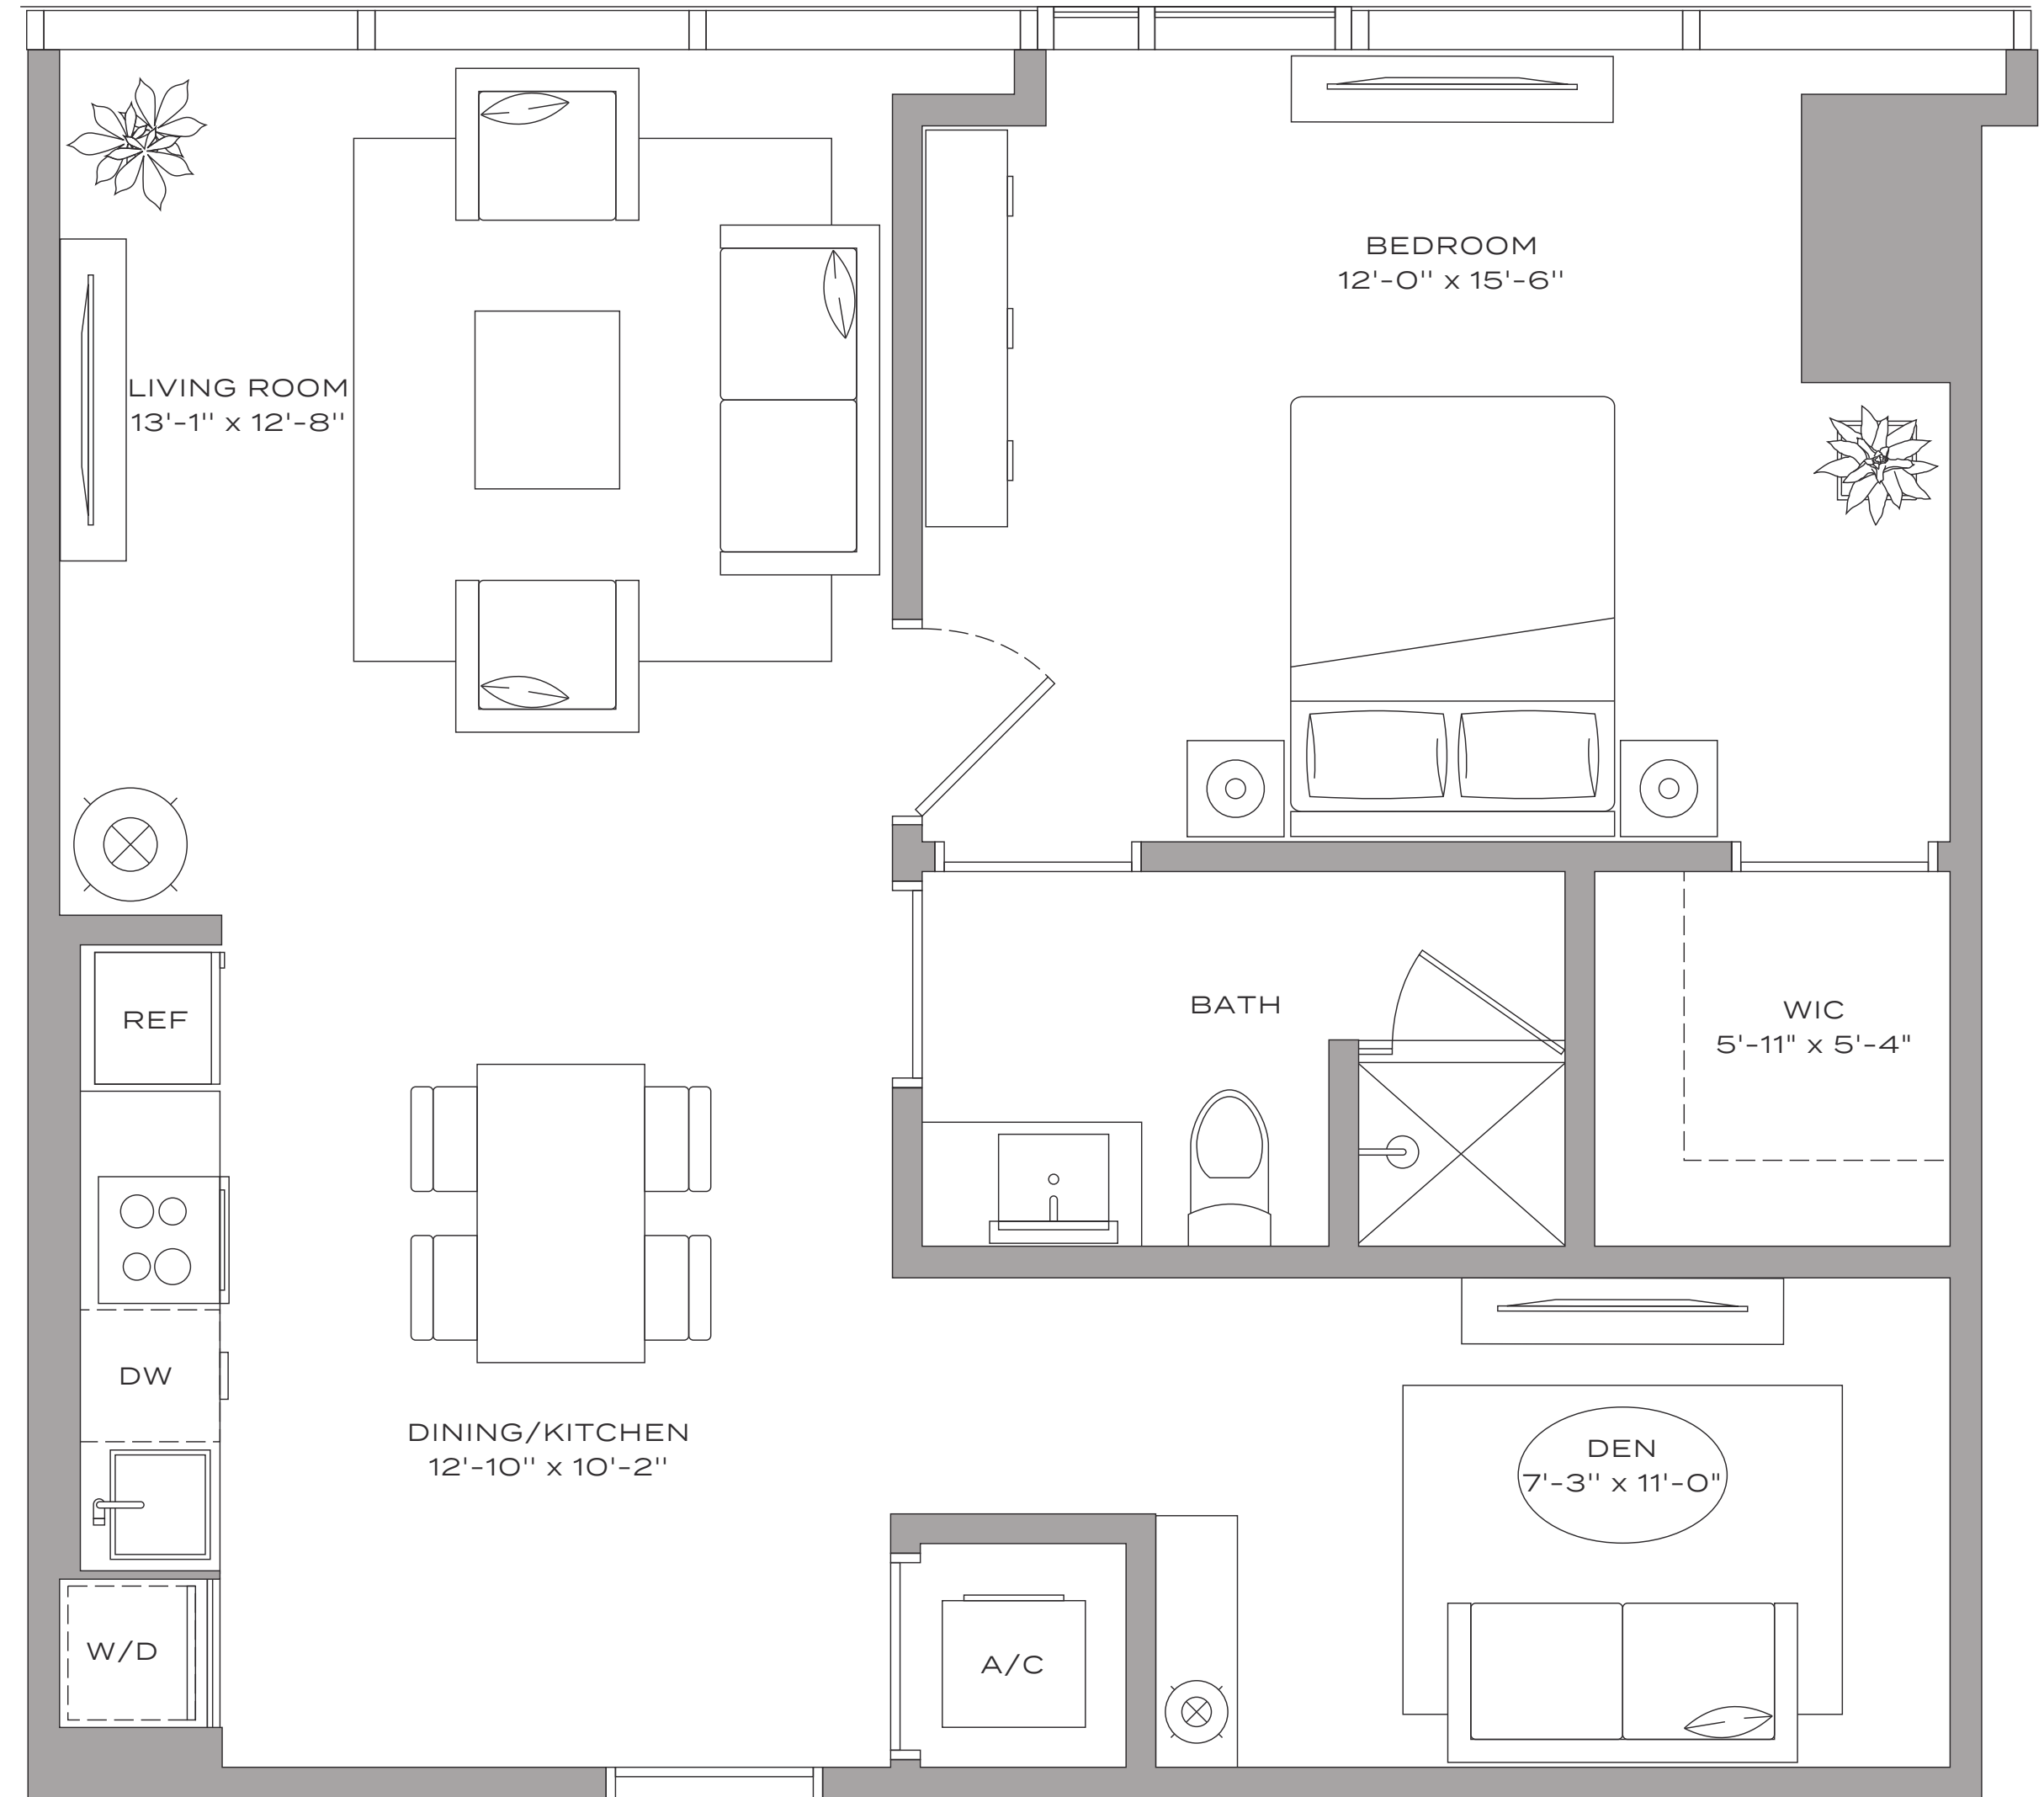 BEDROOM
12'-0" x 15'-6"
LIVING ROOM
13'-1" x 12'-8"
REF
BATH
WIC
5'-11" x 5'-4"
DW
DINING/KITCHEN
12'-10" x 10'-2"
DEN
7'-3" x 11'-0"
W/D
A/C